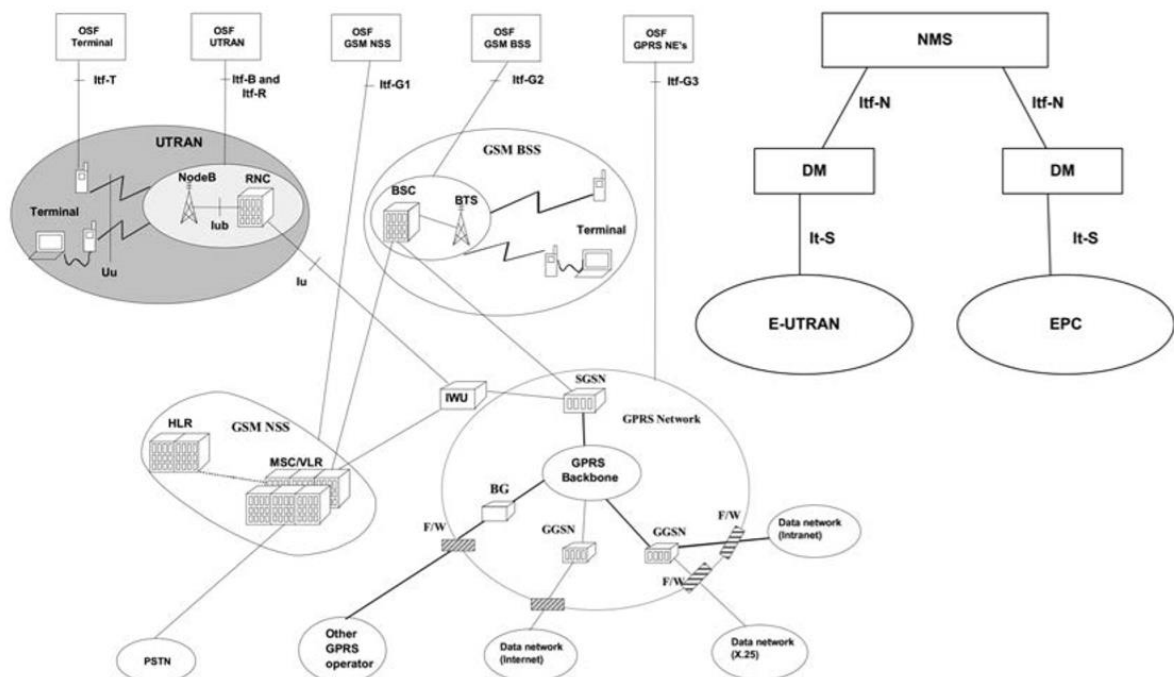 OSF
Terminal
OSF
UTRAN
OSF
GSM NSS
OSF
GSM BSS
OSF
GPRS NE's
NMS
Itf-T
Itf-B and
Itf-R
Itf-G1
Itf-G2
Itf-G3
Itf-N
Itf-N
UTRAN
GSM BSS
DM
DM
NodeB
RNC
BSC
BTS
Terminal
Iub
Terminal
It-S
It-S
Uu
Iu
E-UTRAN
EPC
SGSN
IWU
GPRS Network
HLR
GSM NSS
MSC/VLR
GPRS
Backbone
BG
F/W
GGSN
GGSN
F/W
Data network
(Intranet)
F/W
Other
GPRS
operator
PSTN
Data network
(Internet)
Data network
(X.25)